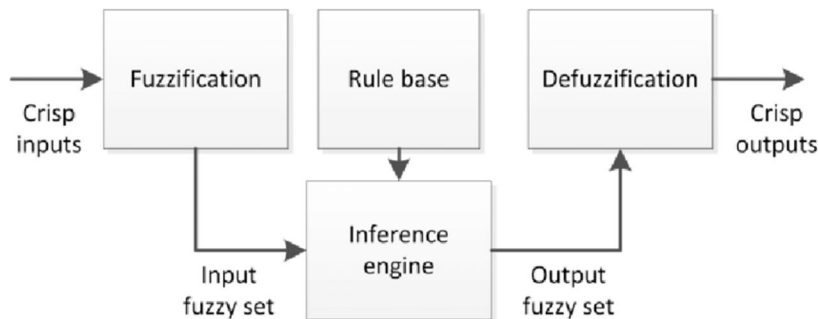 Fuzzification
Rule base
Defuzzification
Crisp
inputs
Crisp
outputs
Inference
engine
Input
fuzzy set
Output
fuzzy set